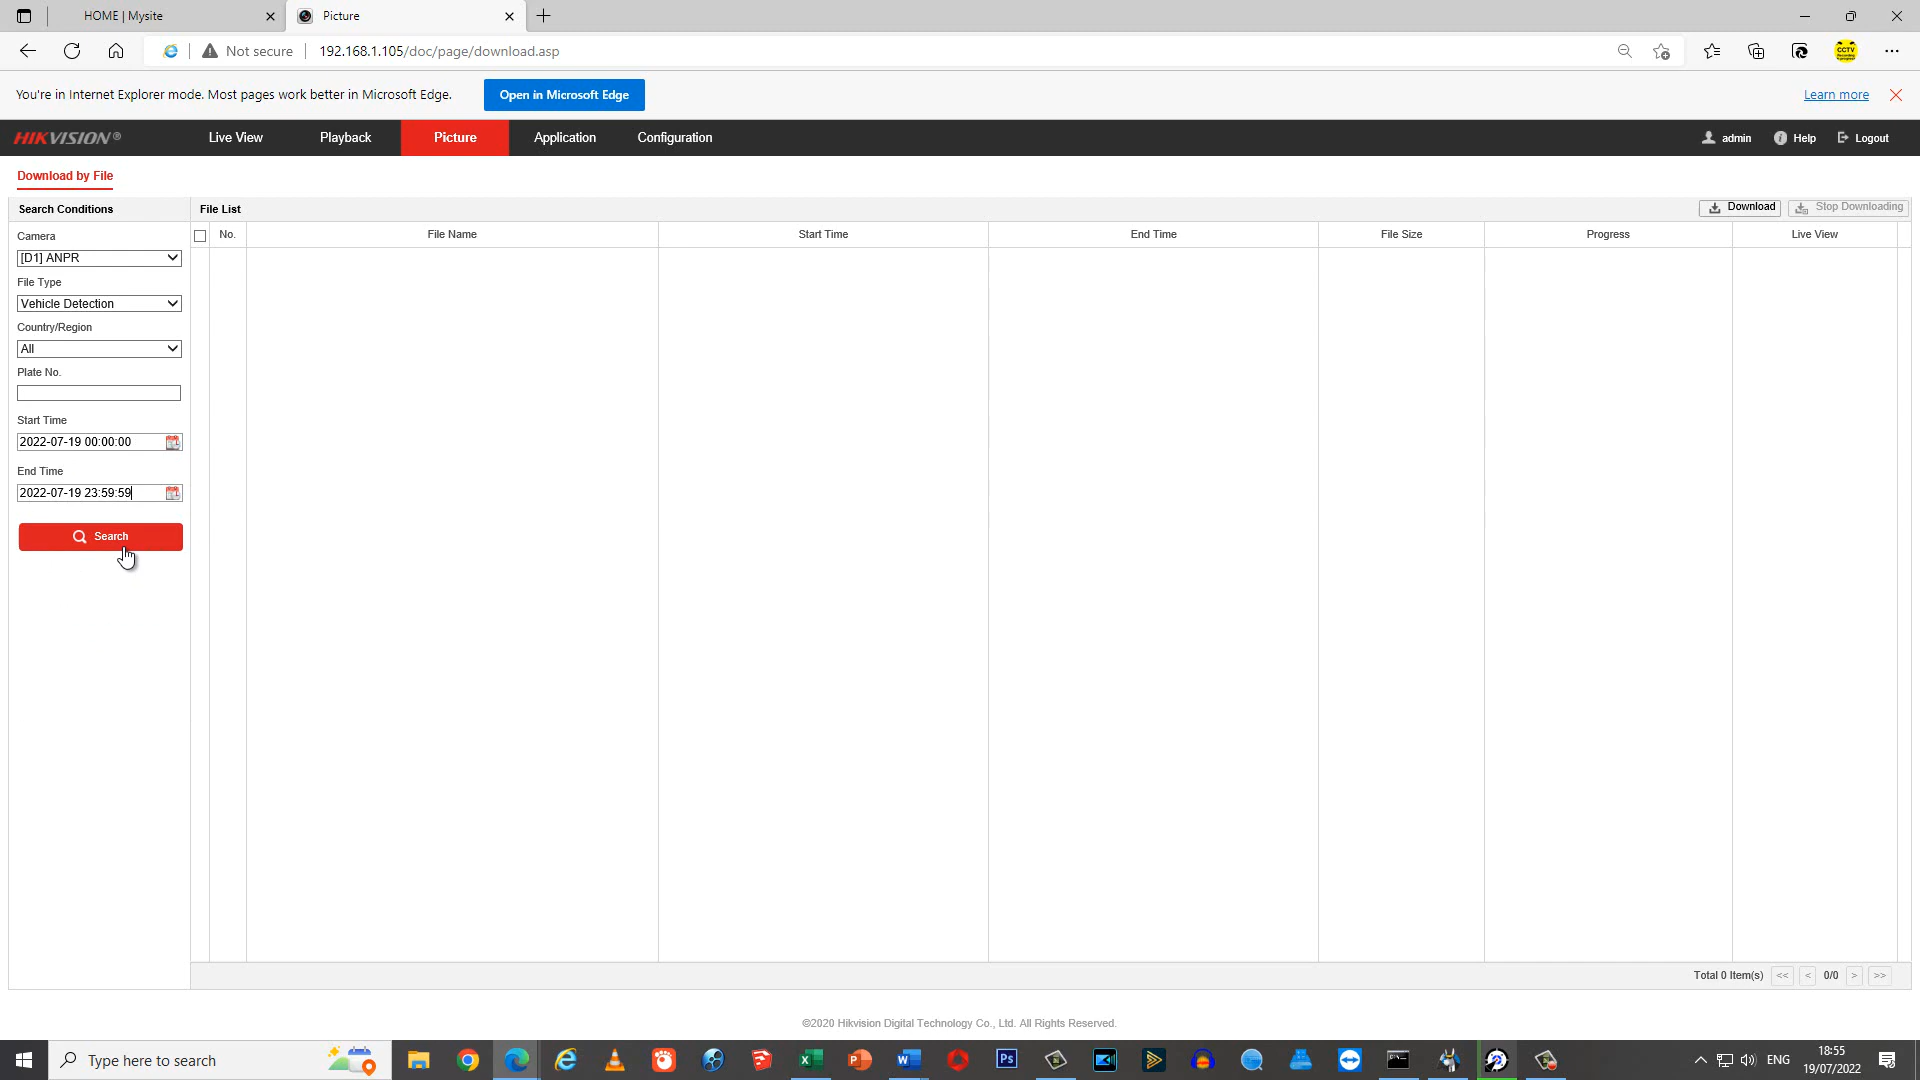 HOME | Mysite
Picture
Not secure
192.168.1.105/doc/page/download.asp
CCTV
You're in Internet Explorer mode. Most pages work better in Microsoft Edge.
Open in Microsoft Edge
Learn more
HIKVISION®
Live View
Playback
Picture
Application
Configuration
admin
Help
Logout
Download by File
Search Conditions
File List
Download
Stop Downloading
No.
File Name
Start Time
End Time
File Size
Progress
Live View
Camera
[D1] ANPR
File Type
Vehicle Detection
Country/Region
All
Plate No.
Start Time
2022-07-19 00:00:00
End Time
2022-07-19 23:59:59
Search
Total 0 Item(s)
<<
<
0/0
>
>>
©2020 Hikvision Digital Technology Co., Ltd. All Rights Reserved.
Type here to search
Ps
ENG
18:55
19/07/2022